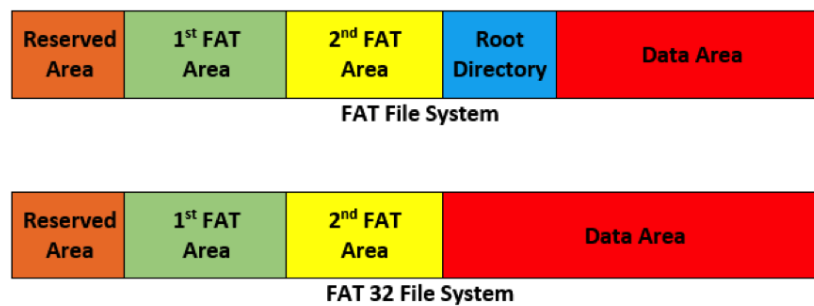 Reserved Area
1st FAT Area
2nd FAT Area
Root Directory
Data Area
FAT File System
Reserved Area
1st FAT Area
2nd FAT Area
Data Area
FAT 32 File System